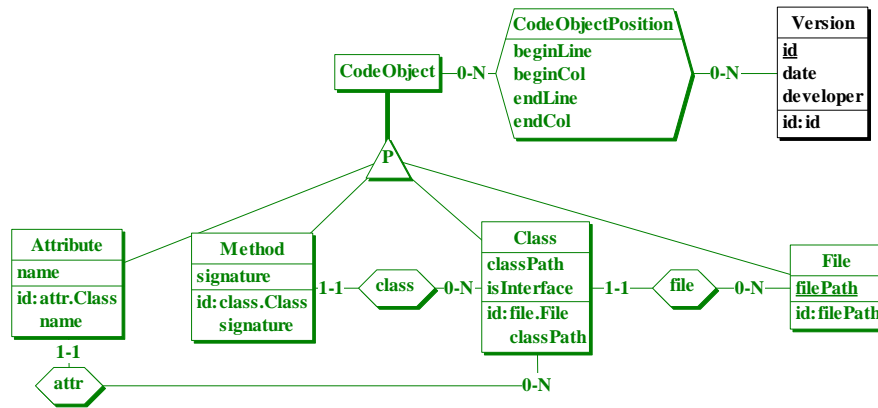 CodeObject
0-N
CodeObjectPosition
beginLine
beginCol
endLine
endCol
0-N
Version
id
date
developer
id:id
P
Attribute
name
id:attr.Class
name
Method
signature
id:class.Class
signature
1-1
class
0-N
Class
classPath
isInterface
id:file.File
classPath
1-1
file
0-N
File
filePath
id:filePath
1-1
attr
0-N